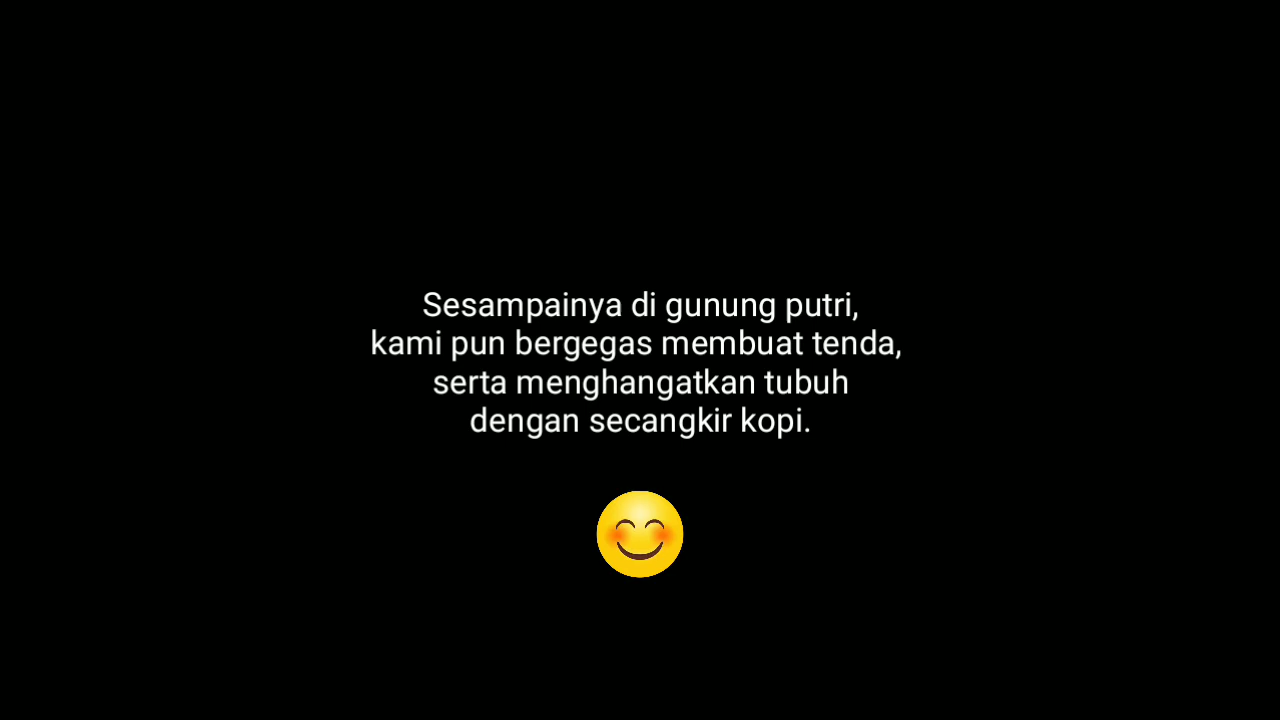 Sesampainya di gunung putri,
kami pun bergegas membuat tenda,
serta menghangatkan tubuh
dengan secangkir kopi.